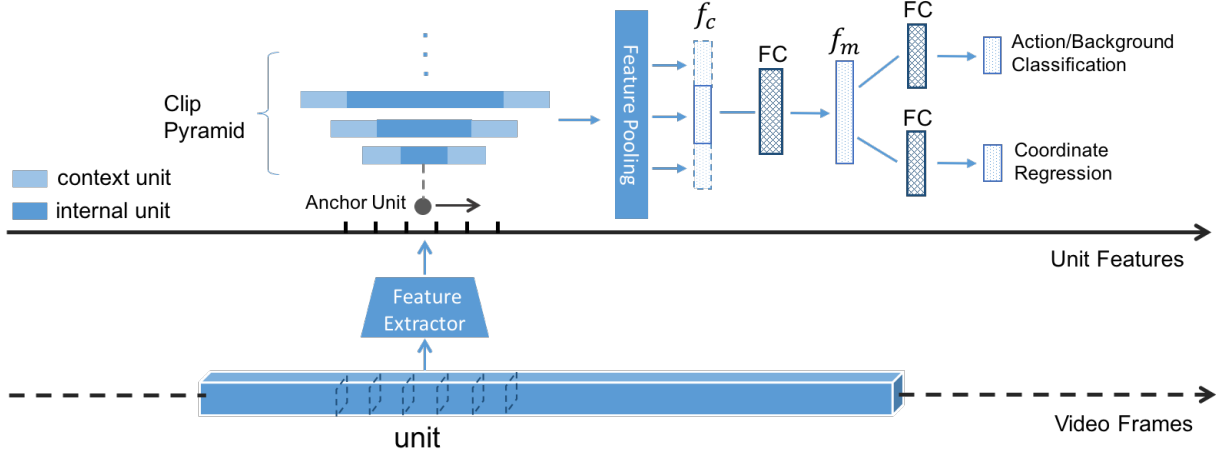 Clip
Pyramid
context unit
internal unit
Anchor Unit
Feature Pooling
f_c
FC
f_m
FC
Action/Background
Classification
FC
Coordinate
Regression
Unit Features
Feature
Extractor
unit
Video Frames